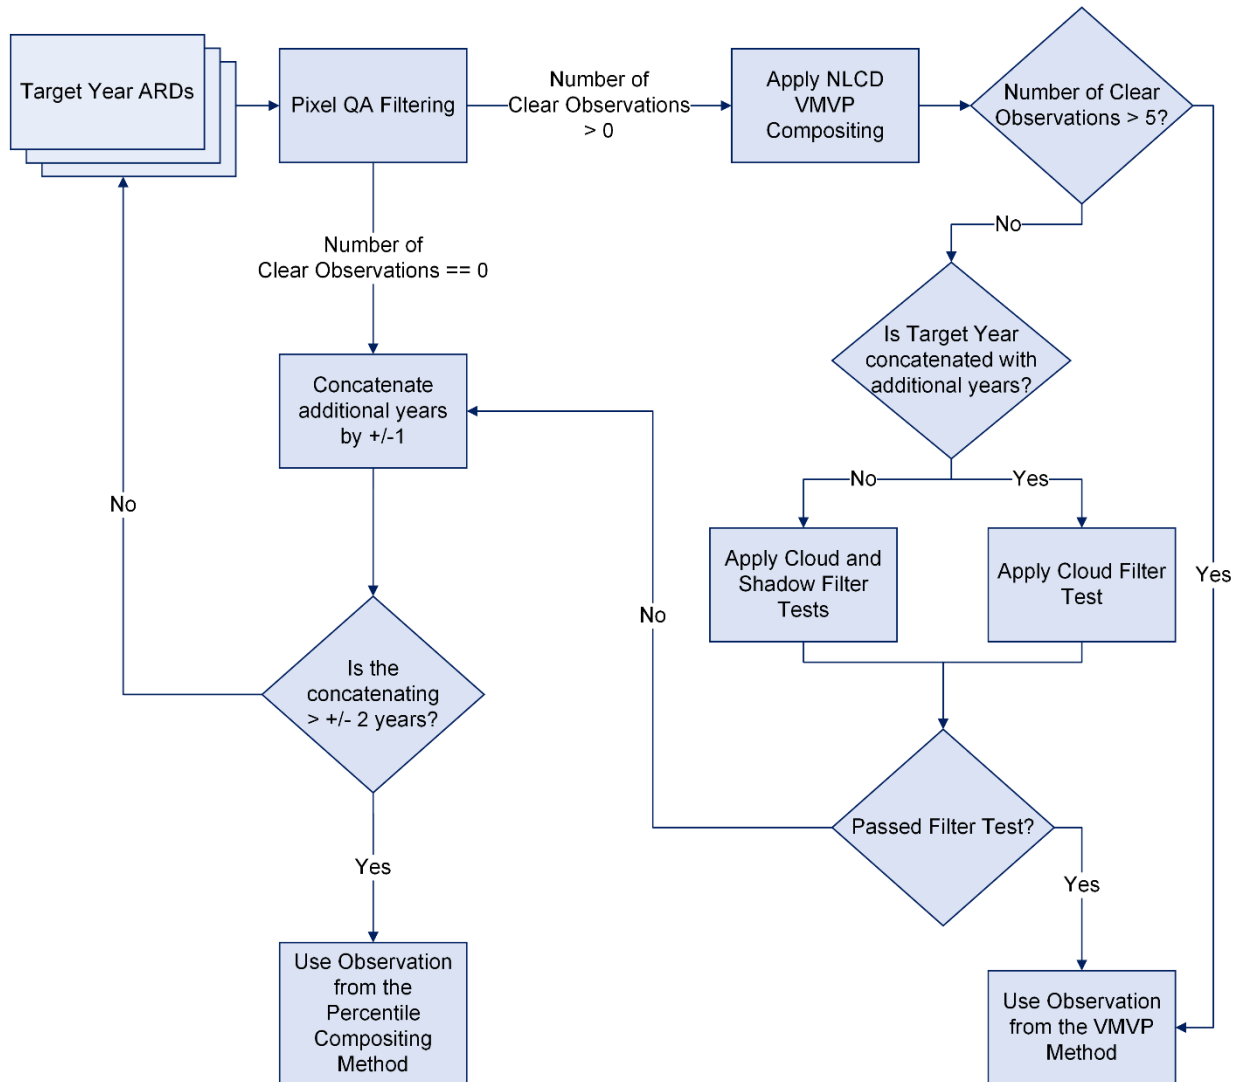 Target Year ARDs
Pixel QA Filtering
Number of
Clear Observations
> 0
Apply NLCD
VMVP
Compositing
Number of Clear
Observations > 5?
No
Number of
Clear Observations == 0
Is Target Year
concatenated with
additional years?
Concatenate
additional years
by +/-1
No
Yes
No
Apply Cloud and
Shadow Filter
Tests
Apply Cloud Filter
Test
Yes
No
Is the
concatenating
> +/- 2 years?
Passed Filter Test?
Yes
Yes
Use Observation
from the
Percentile
Compositing
Method
Use Observation
from the VMVP
Method